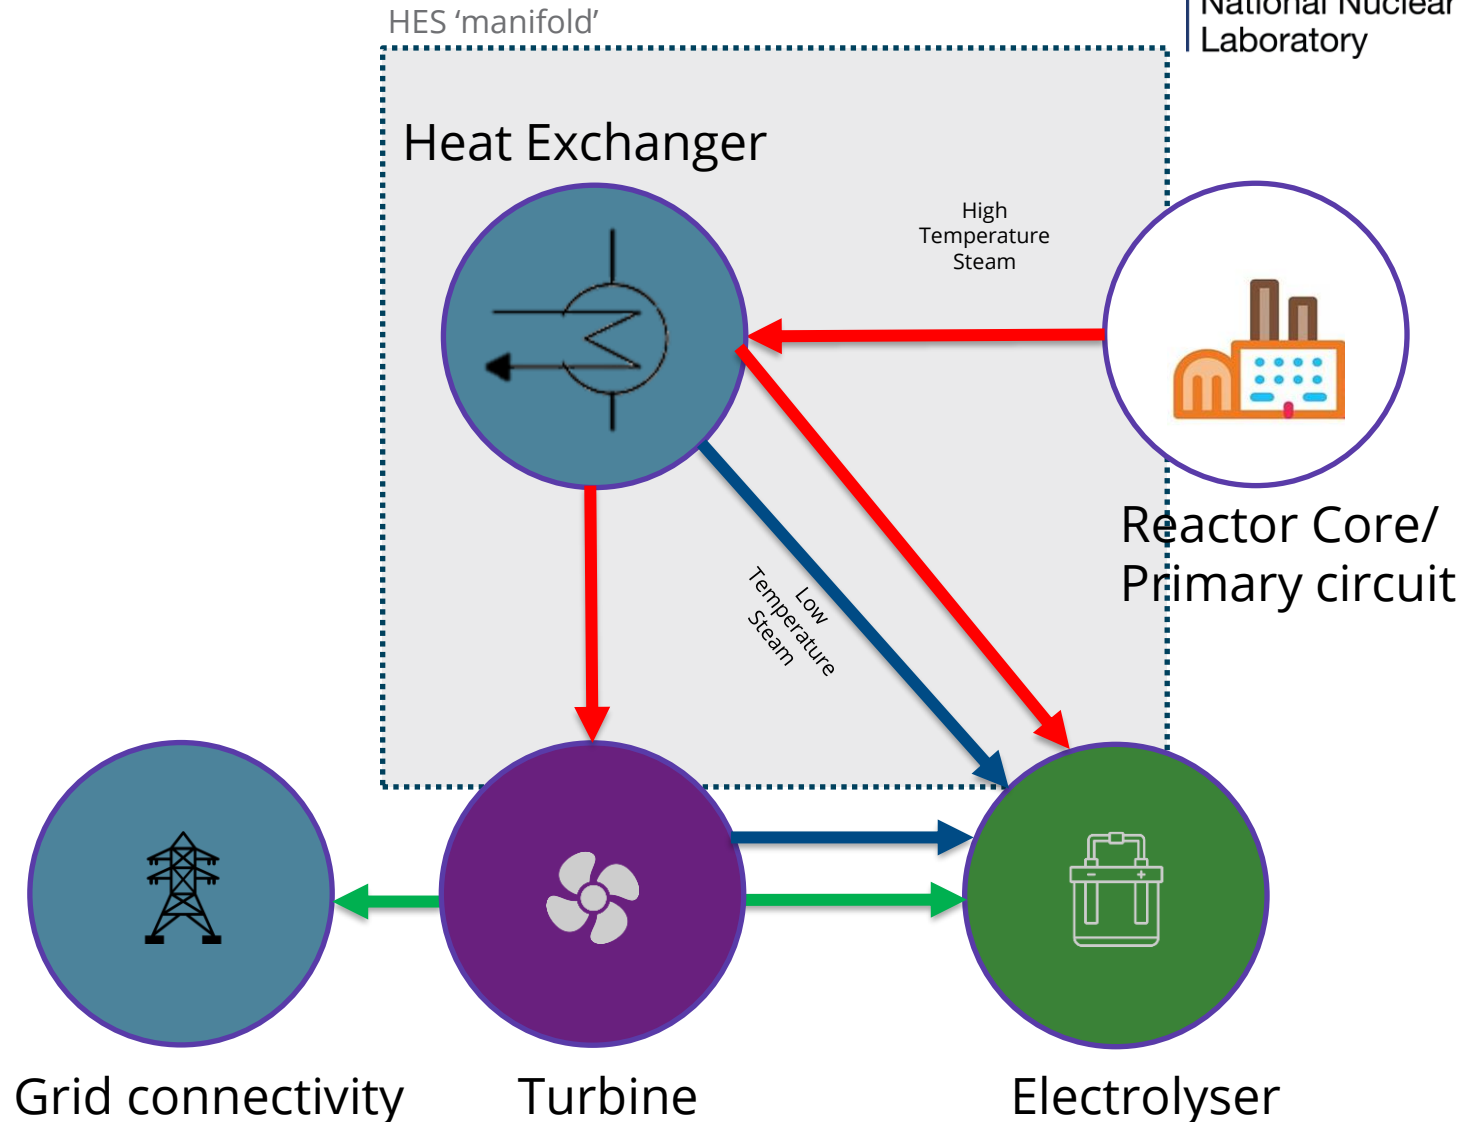 HES ‘manifold’
National Nuclear
Laboratory
Heat Exchanger
High
Temperature
Steam
Reactor Core/
Primary circuit
Low
Temperature
Steam
- +
Grid connectivity
Turbine
Electrolyser